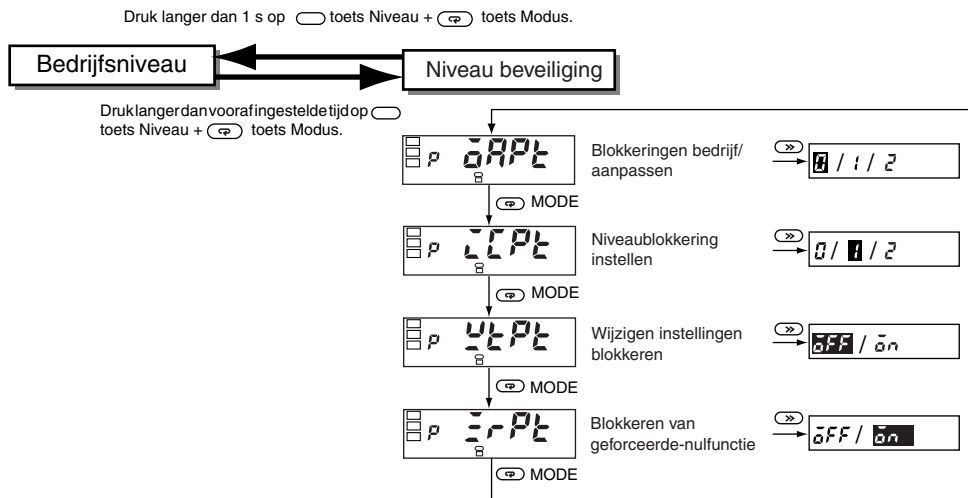 Druk langer dan 1 s op toets Niveau + toets Modus.
Bedrijfsniveau
Niveau beveiliging
Druklangerdanvoorafingesteldetijdop
toets Niveau + toets Modus.
P oAPt
Blokkeringen bedrijf/
aanpassen
0 / 1 / 2
MODE
P iCPt
Niveaublokkering
instellen
0 / 1 / 2
MODE
P WtPt
Wijzigen instellingen
blokkeren
oFF / on
MODE
P ZrPt
Blokkeren van
geforceerde-nulfunctie
oFF / on
MODE